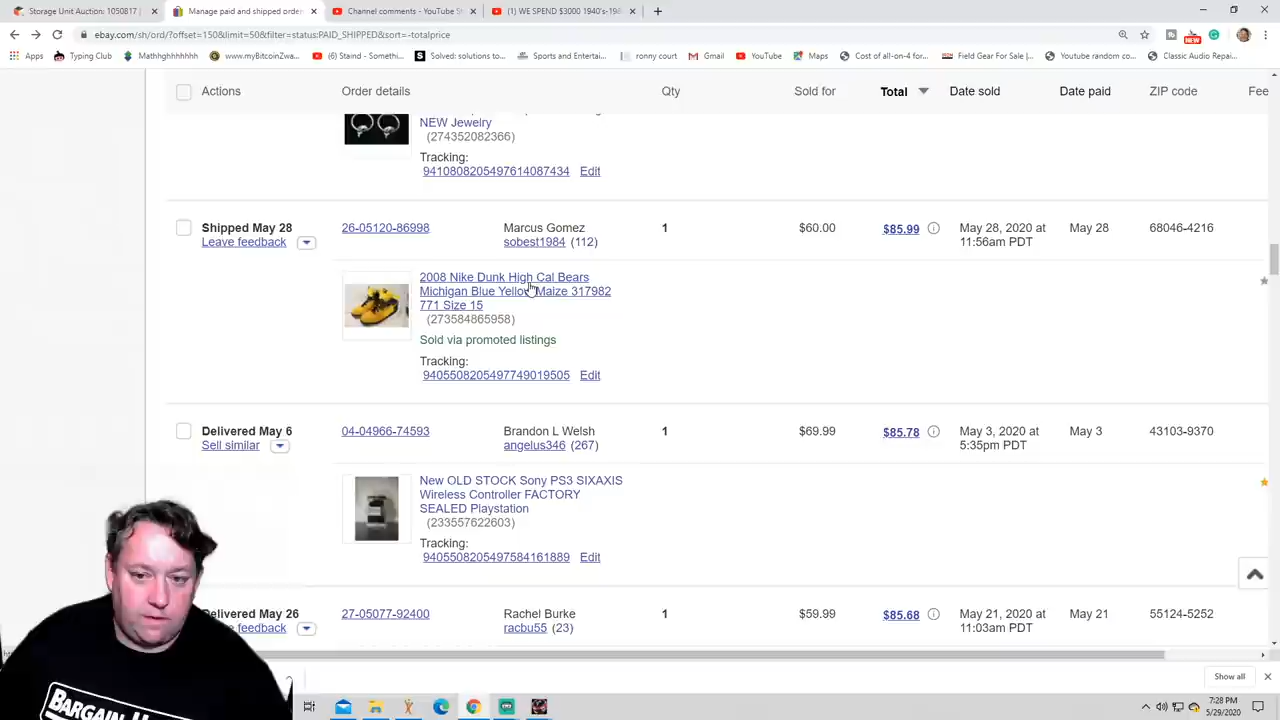 Storage Unit Auction: 1050817
Manage paid and shipped order
Channel comments - YouTube S
(1) WE SPEND $3000 1940's-198
ebay.com/sh/ord/?offset=150&limit=50&filter=status:PAID_SHIPPED&sort=-totalprice
Apps
Typing Club
Mathhghhhhhh
www.myBitcoinZwa...
(6) Staind - Somethi...
Solved: solutions to...
Something and Enteri...
ronny court
Gmail
YouTube
Maps
Cost of all-on-4 for...
Field Gear For Sale |...
Youtube random co...
Classic Audio Repai...
Actions
Order details
Qty
Sold for
Total
Date sold
Date paid
ZIP code
Fee
NEW Jewelry
(274352082366)
Tracking:
9410808205497614087434 Edit
Shipped May 28
Leave feedback
26-05120-86998
Marcus Gomez
sobest1984 (112)
1
$60.00
$85.99
May 28, 2020 at
11:56am PDT
May 28
68046-4216
2008 Nike Dunk High Cal Bears
Michigan Blue Yellow Maize 317982
771 Size 15
(273584865958)
Sold via promoted listings
Tracking:
9405508205497749019505 Edit
Delivered May 6
Sell similar
04-04966-74593
Brandon L Welsh
angelus346 (267)
1
$69.99
$85.78
May 3, 2020 at
5:35pm PDT
May 3
43103-9370
New OLD STOCK Sony PS3 SIXAXIS
Wireless Controller FACTORY
SEALED Playstation
(233557622603)
Tracking:
9405508205497584161889 Edit
Delivered May 26
feedback
27-05077-92400
Rachel Burke
racbu55 (23)
1
$59.99
$85.68
May 21, 2020 at
11:03am PDT
May 21
55124-5252
BARGAIN
Show all
7:28 PM
5/29/2020